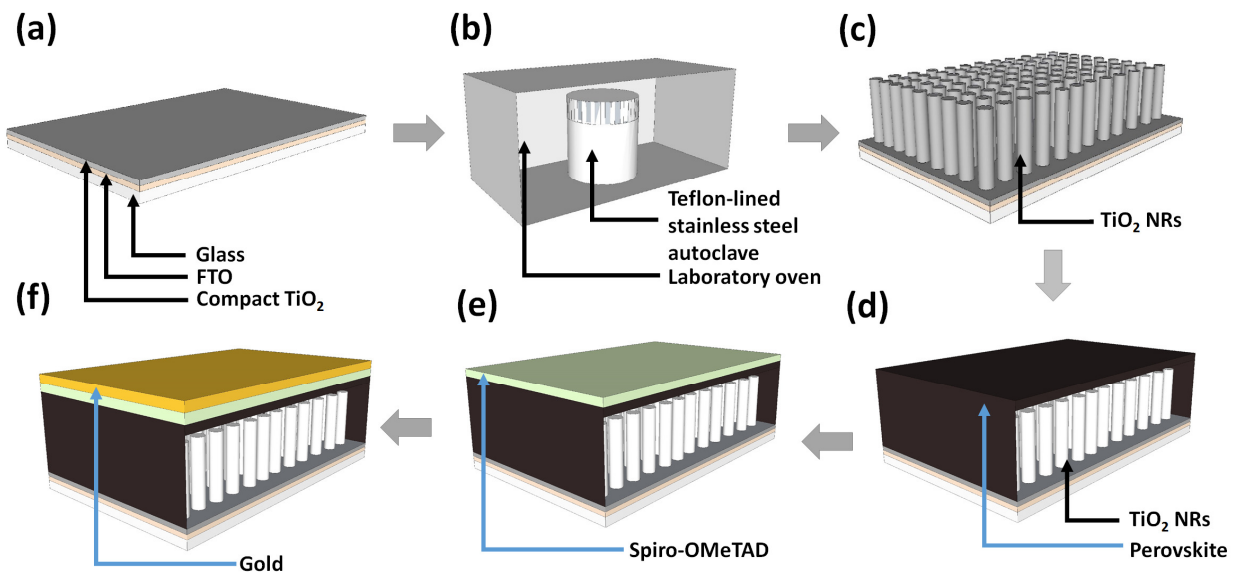 (a)
Glass
FTO
Compact TiO₂
(b)
Teflon-lined
stainless steel
autoclave
Laboratory oven
(c)
TiO₂ NRs
(d)
TiO₂ NRs
Perovskite
(e)
Spiro-OMeTAD
(f)
Gold